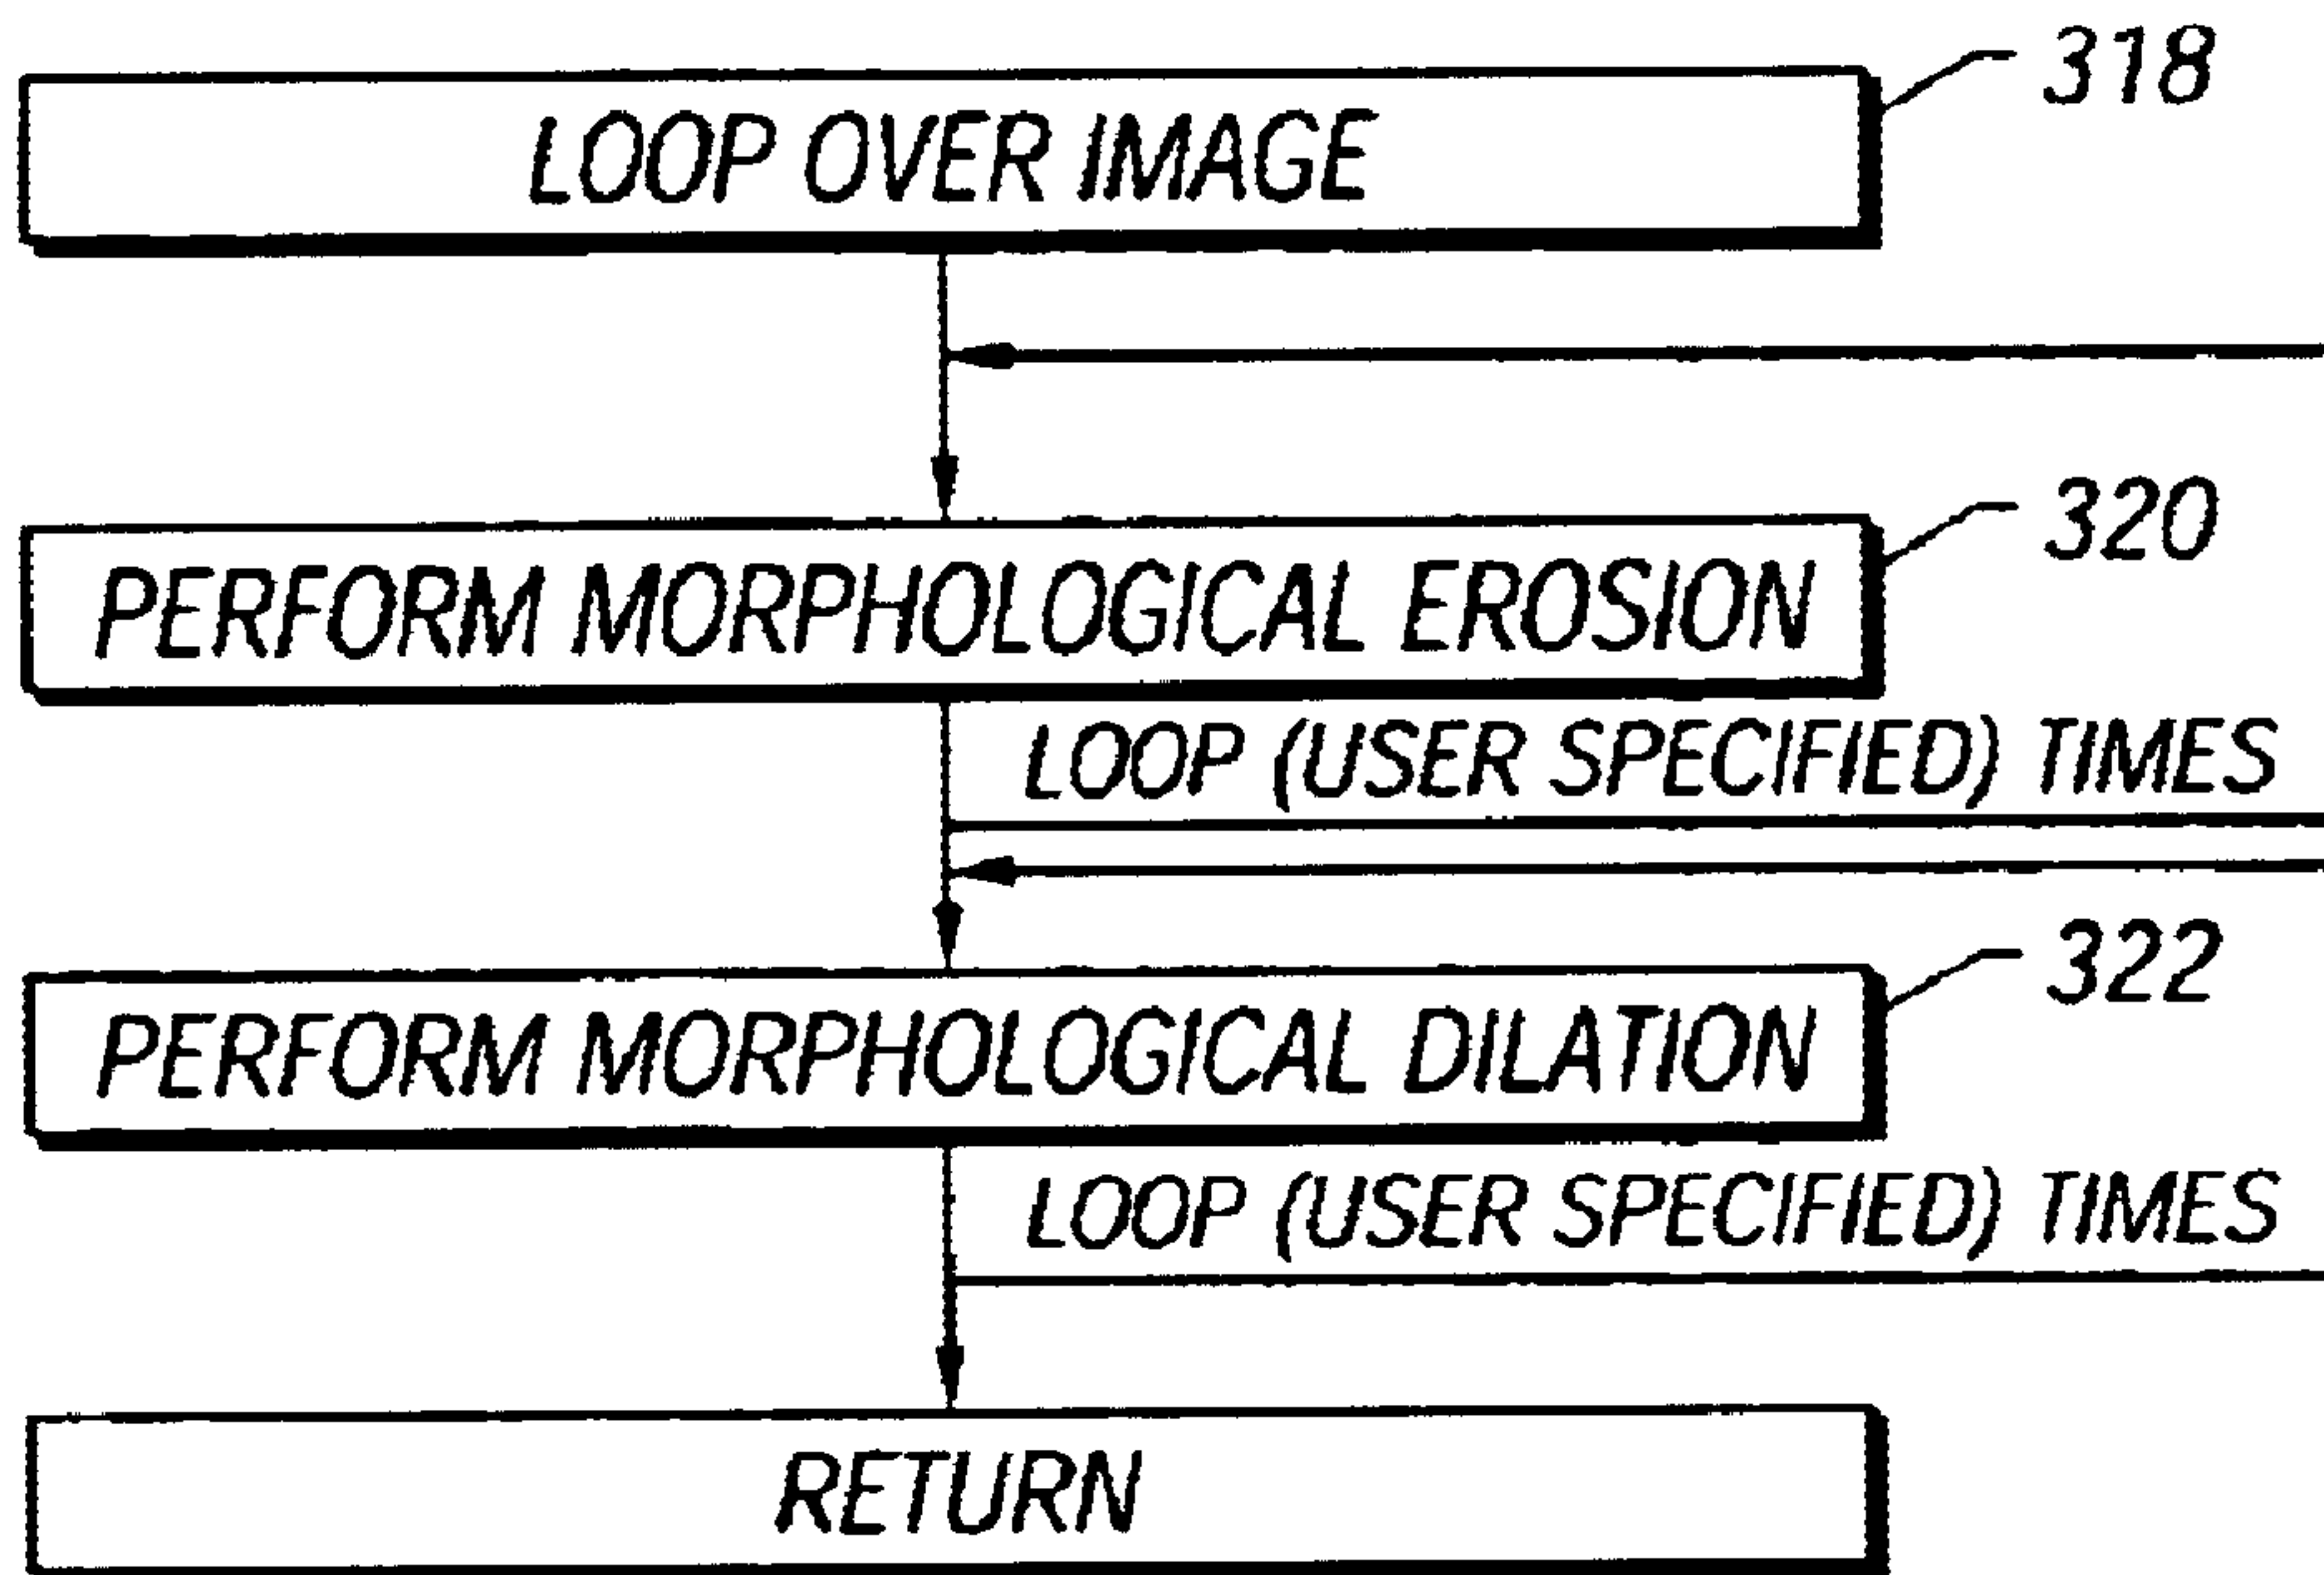 318
LOOP OVER IMAGE
320
PERFORM MORPHOLOGICAL EROSION
LOOP (USER SPECIFIED) TIMES
322
PERFORM MORPHOLOGICAL DILATION
LOOP (USER SPECIFIED) TIMES
RETURN